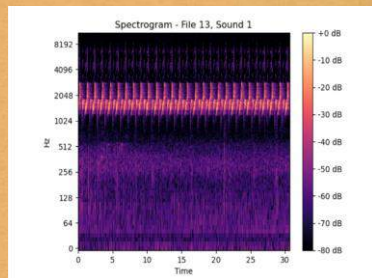 Spectrogram - File 13, Sound 1
8192
4096
2048
1024
512
256
128
64
0
Hz
0 5 10 15 20 25 30
Time
+0 dB
-10 dB
-20 dB
-30 dB
-40 dB
-50 dB
-60 dB
-70 dB
-80 dB